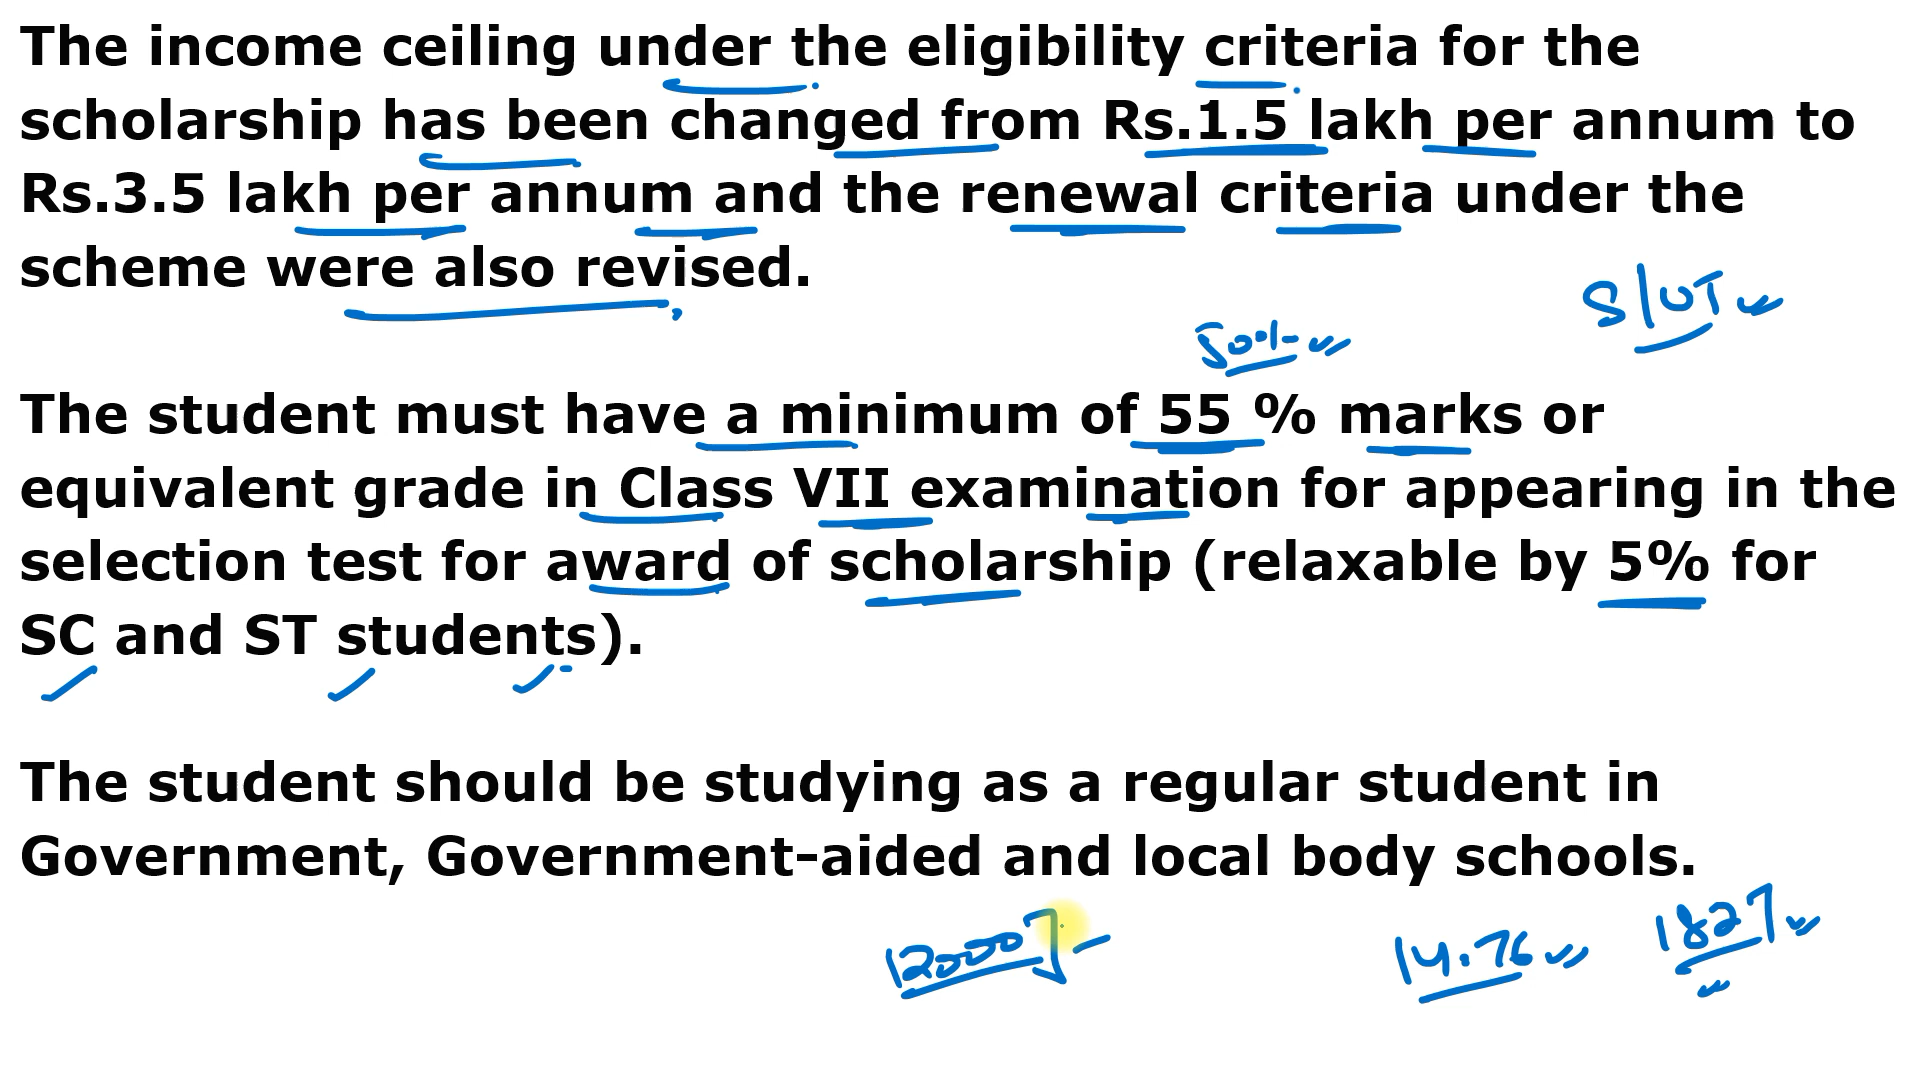 The income ceiling under the eligibility criteria for the
scholarship has been changed from Rs.1.5 lakh per annum to
Rs.3.5 lakh per annum and the renewal criteria under the
scheme were also revised.
S/UT
The student must have a minimum of 55 % marks or
equivalent grade in Class VII examination for appearing in the
selection test for award of scholarship (relaxable by 5% for
SC and ST students).
The student should be studying as a regular student in
Government, Government-aided and local body schools.
12000
14.76
1827